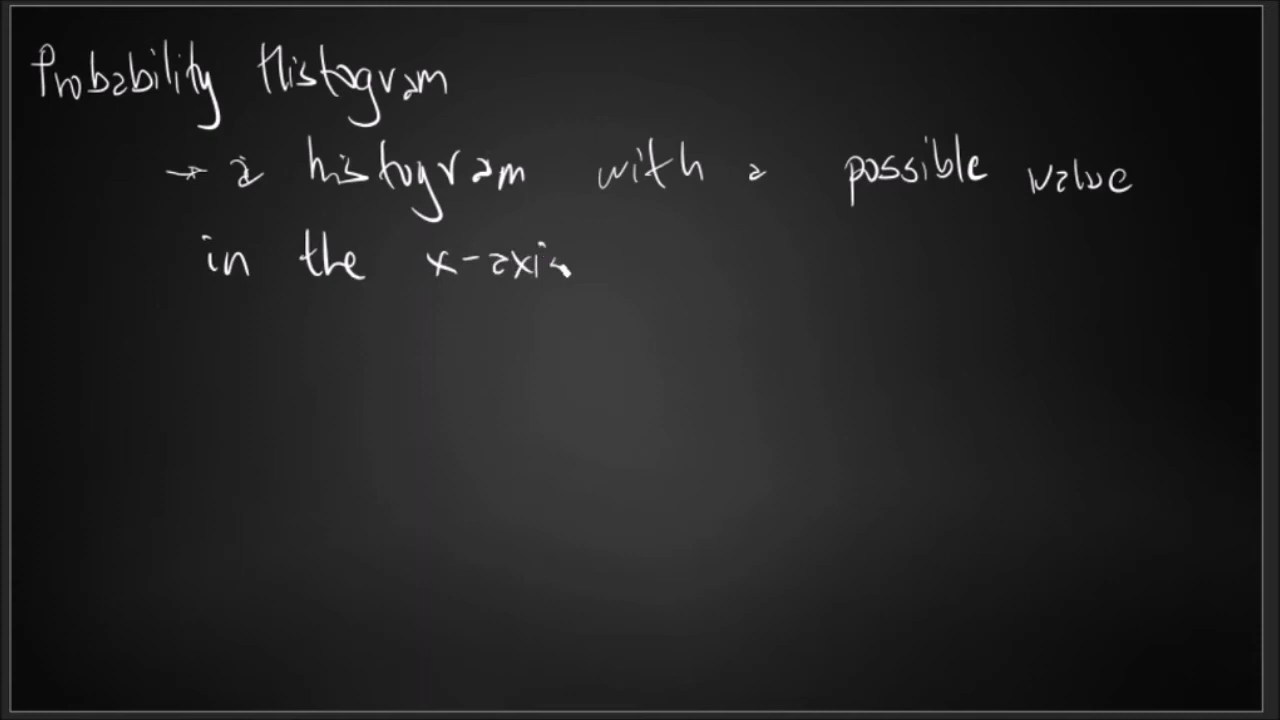 Probability Histogram
→ a histogram with a possible value
in the x-axis